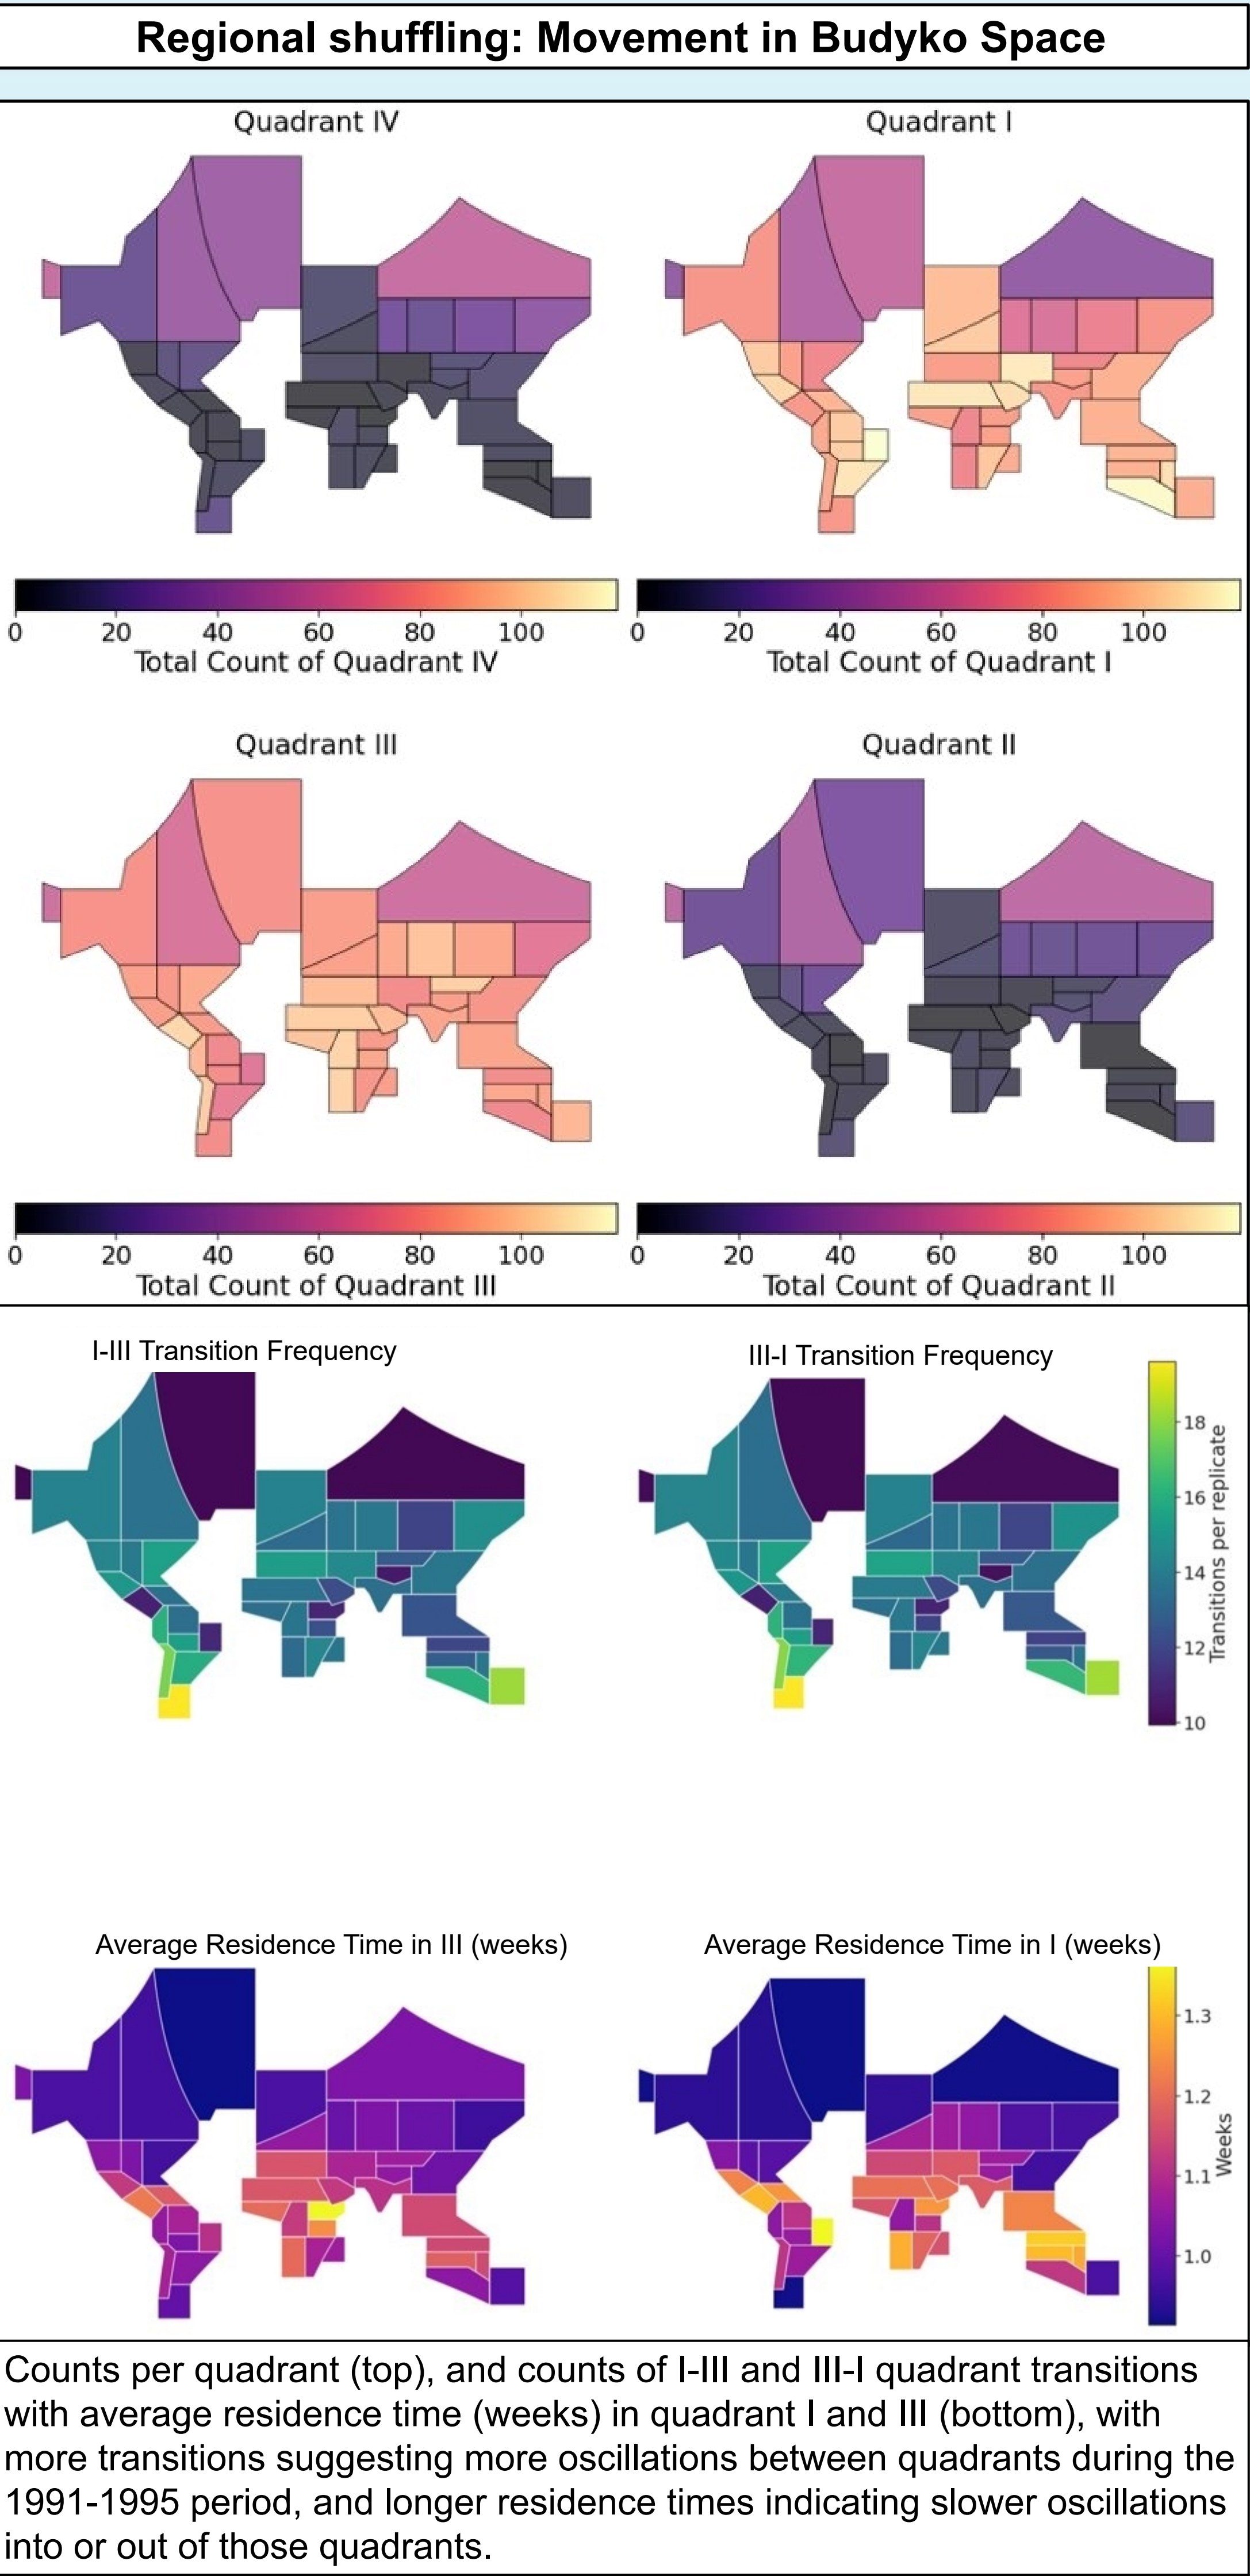 Regional shuffling: Movement in Budyko Space
Quadrant IV
Quadrant I
0 20 40 60 80 100
Total Count of Quadrant IV
0 20 40 60 80 100
Total Count of Quadrant I
Quadrant III
Quadrant II
0 20 40 60 80 100
Total Count of Quadrant III
0 20 40 60 80 100
Total Count of Quadrant II
I-III Transition Frequency
III-I Transition Frequency
18
16
14
12
10
Transitions per replicate
Average Residence Time in III (weeks)
Average Residence Time in I (weeks)
1.3
1.2
1.1
1.0
Weeks
Counts per quadrant (top), and counts of I-III and III-I quadrant transitions
with average residence time (weeks) in quadrant I and III (bottom), with
more transitions suggesting more oscillations between quadrants during the
1991-1995 period, and longer residence times indicating slower oscillations
into or out of those quadrants.